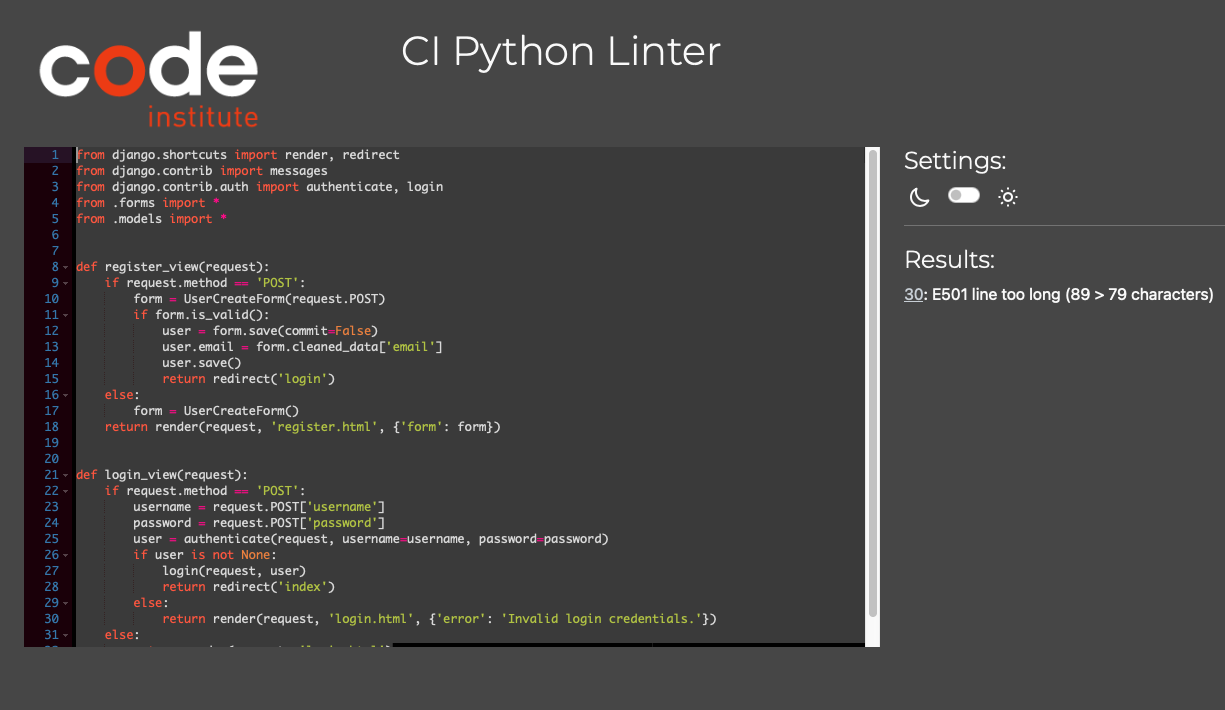 code
institute
CI Python Linter
1 from django.shortcuts import render, redirect
2 from django.contrib import messages
3 from django.contrib.auth import authenticate, login
4 from .forms import *
5 from .models import *
6
7
8 def register_view(request):
9     if request.method == 'POST':
10         form = UserCreateForm(request.POST)
11         if form.is_valid():
12             user = form.save(commit=False)
13             user.email = form.cleaned_data['email']
14             user.save()
15             return redirect('login')
16     else:
17         form = UserCreateForm()
18     return render(request, 'register.html', {'form': form})
19
20
21 def login_view(request):
22     if request.method == 'POST':
23         username = request.POST['username']
24         password = request.POST['password']
25         user = authenticate(request, username=username, password=password)
26         if user is not None:
27             login(request, user)
28             return redirect('index')
29         else:
30             return render(request, 'login.html', {'error': 'Invalid login credentials.'})
31     else:
Settings:
Results:
30: E501 line too long (89 > 79 characters)